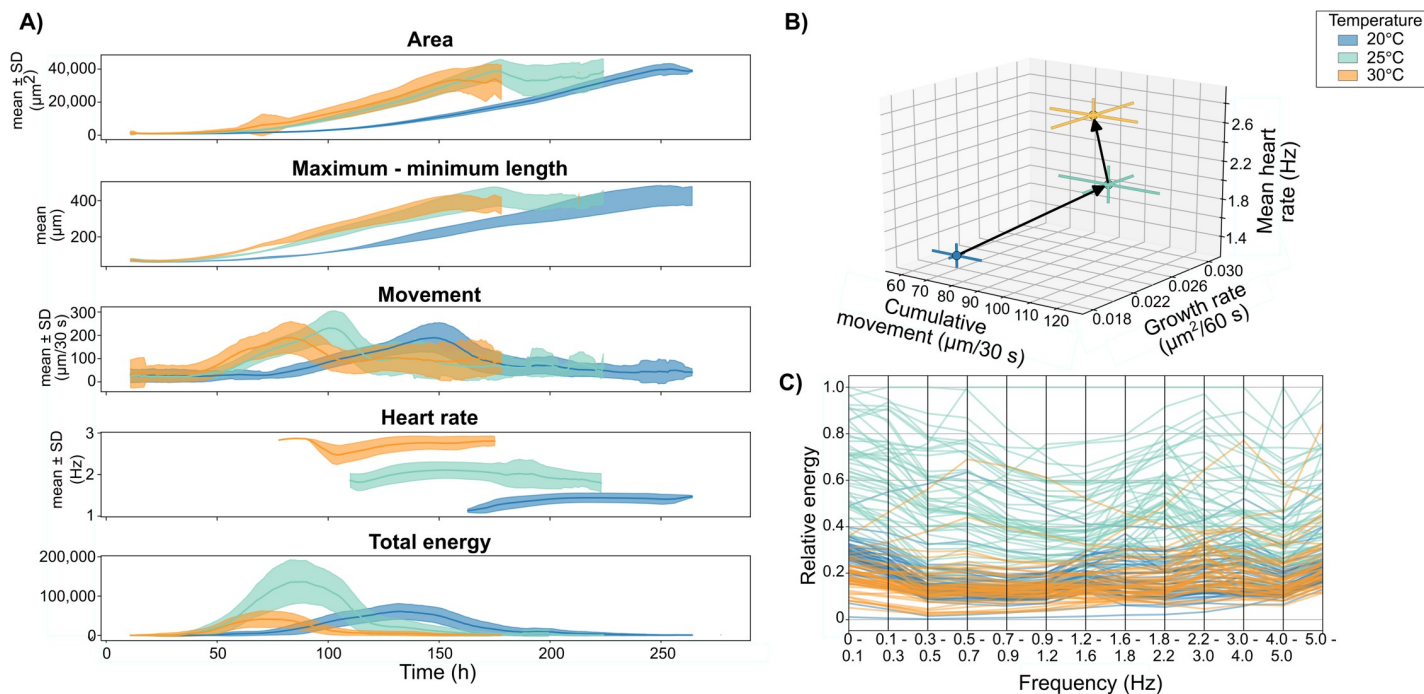 A)
Area
mean ± SD
(µm²)
40,000
20,000
0
Maximum - minimum length
mean
(µm)
400
200
Movement
mean ± SD
(µm/30 s)
300
200
100
0
Heart rate
mean ± SD
(Hz)
3
2
1
Total energy
200,000
100,000
0
0
50
100
150
200
250
Time (h)
B)
Temperature
20°C
25°C
30°C
2.6
2.2
1.8
1.4
Mean heart
rate (Hz)
60
70
80
90
100
110
120
Cumulative
movement (µm/30 s)
0.018
0.022
0.026
0.030
Growth rate
(µm²/60 s)
C)
Relative energy
1.0
0.8
0.6
0.4
0.2
0
0 0.1 0.3 0.5 0.7 0.9 1.2 1.6 1.8 2.2 3.0 4.0 5.0 -
0.1 0.3 0.5 0.7 0.9 1.2 1.6 1.8 2.2 3.0 4.0 5.0
Frequency (Hz)